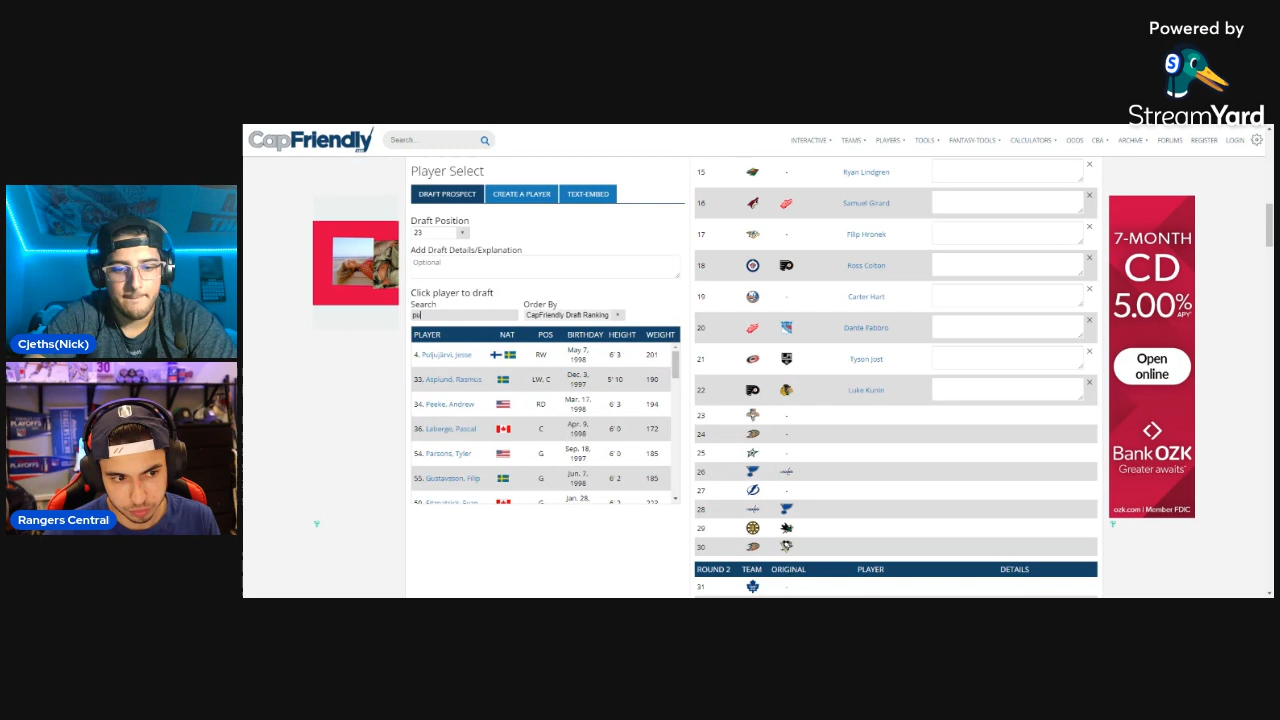 Powered by
S
StreamYard
CapFriendly
Search...
INTERACTIVE
TEAMS
PLAYERS
TOOLS
FANTASY-TOOLS
CALCULATORS
ODDS
CBA
ARCHIVE
FORUMS
REGISTER
LOGIN
Player Select
DRAFT PROSPECT
CREATE A PLAYER
TEXT-EMBED
Draft Position
23
Add Draft Details/Explanation
Optional
Click player to draft
Search
Order By
pu
CapFriendly Draft Ranking
PLAYER NAT POS BIRTHDAY HEIGHT WEIGHT
4. Puljujärvi, Jesse RW May 7, 1998 6' 3 201
33. Asplund, Rasmus LW, C Dec. 3, 1997 5' 10 190
34. Peeke, Andrew RD Mar. 17, 1998 6' 3 194
36. Laberge, Pascal C Apr. 9, 1998 6' 0 172
54. Parsons, Tyler G Sep. 18, 1997 6' 0 185
55. Gustavsson, Filip G Jun. 7, 1998 6' 2 185
Jan. 28,
15 - Ryan Lindgren
16 Samuel Girard
17 - Filip Hronek
18 Ross Colton
19 - Carter Hart
20 Dante Fabbro
21 Tyson Jost
22 Luke Kunin
23 -
24 -
25 -
26
27 -
28
29
30
ROUND 2 TEAM ORIGINAL PLAYER DETAILS
31 -
7-MONTH
CD
5.00%
APY*
Open
online
BankOZK
Greater awaits
ozk.com | Member FDIC
Cjeths(Nick)
30
PLAYOFFS
PLAYOFFS
Rangers Central